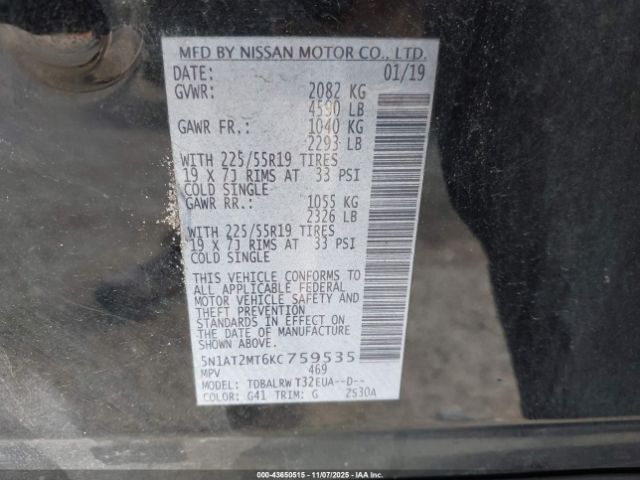 MFD BY NISSAN MOTOR CO., LTD.
DATE: 01/19
GVWR: 2082 KG
4590 LB
GAWR FR.: 1040 KG
2293 LB
WITH 225/55R19 TIRES
19 X 7J RIMS AT 33 PSI
COLD SINGLE
GAWR RR.: 1055 KG
2326 LB
WITH 225/55R19 TIRES
19 X 7J RIMS AT 33 PSI
COLD SINGLE
THIS VEHICLE CONFORMS TO
ALL APPLICABLE FEDERAL
MOTOR VEHICLE SAFETY AND
THEFT PREVENTION
STANDARDS IN EFFECT ON
THE DATE OF MANUFACTURE
SHOWN ABOVE.
5N1AT2MT6KC759535
MPV 469
MODEL: TDBALRW T32EUA--D--
COLOR: G41 TRIM: G 2S30A
00-43650515 - 11/07/2025 - IAAI.COM